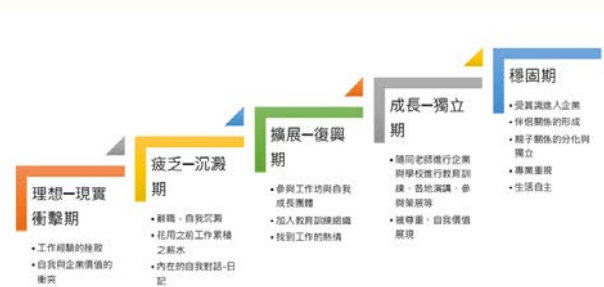 理想─現實
衝擊期
• 工作經驗的挫敗
• 自我與企業價值的
衝突
疲乏─沉澱
期
• 辭職、自我沉澱
• 花用之前工作累積
之薪水
• 內在的自我對話-日
記
擴展─復興
期
• 參與工作坊與自我
成長團體
• 加入教育訓練組織
• 找到工作的熱情
成長─獨立
期
• 隨同老師進行企業
與學校進行教育訓
練、各地演講、參
與策展等
• 被尊重、自我價值
展現
穩固期
• 受賞識進入企業
• 伴侶關係的形成
• 親子關係的分化與
獨立
• 專業重視
• 生活自主